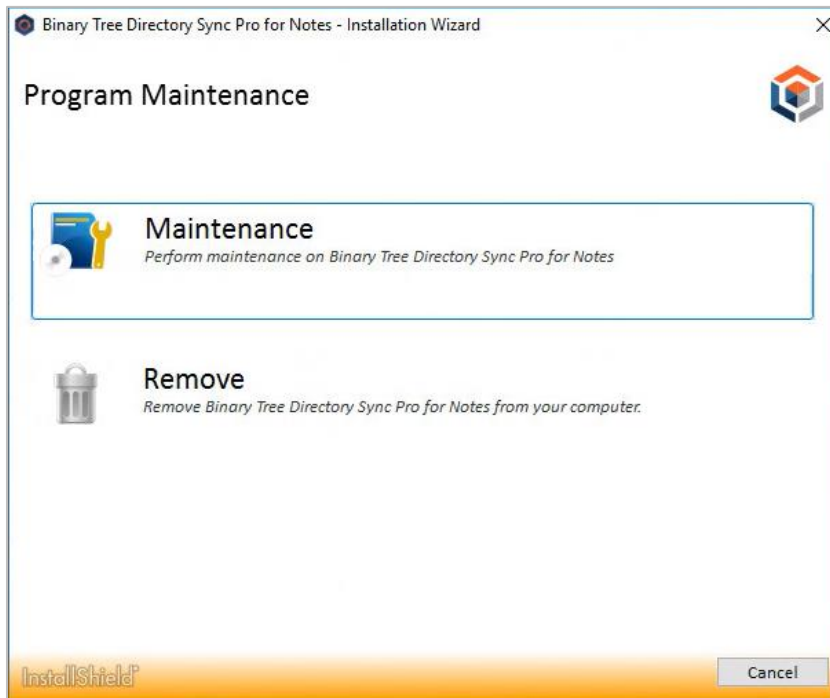 Binary Tree Directory Sync Pro for Notes - Installation Wizard
Program Maintenance
Maintenance
Perform maintenance on Binary Tree Directory Sync Pro for Notes
Remove
Remove Binary Tree Directory Sync Pro for Notes from your computer.
InstallShield
Cancel